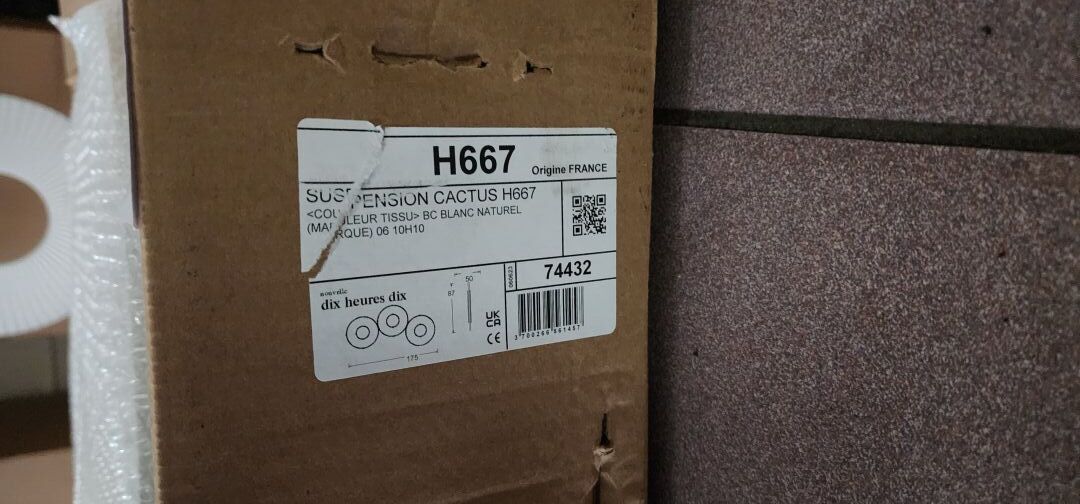 H667
Origine FRANCE
SUSPENSION CACTUS H667
<COULEUR TISSU> BC BLANC NATUREL
(MARQUE) 06 10H10
74432
nouvelle
dix heures dix
50
87
175
UK
CA
CE